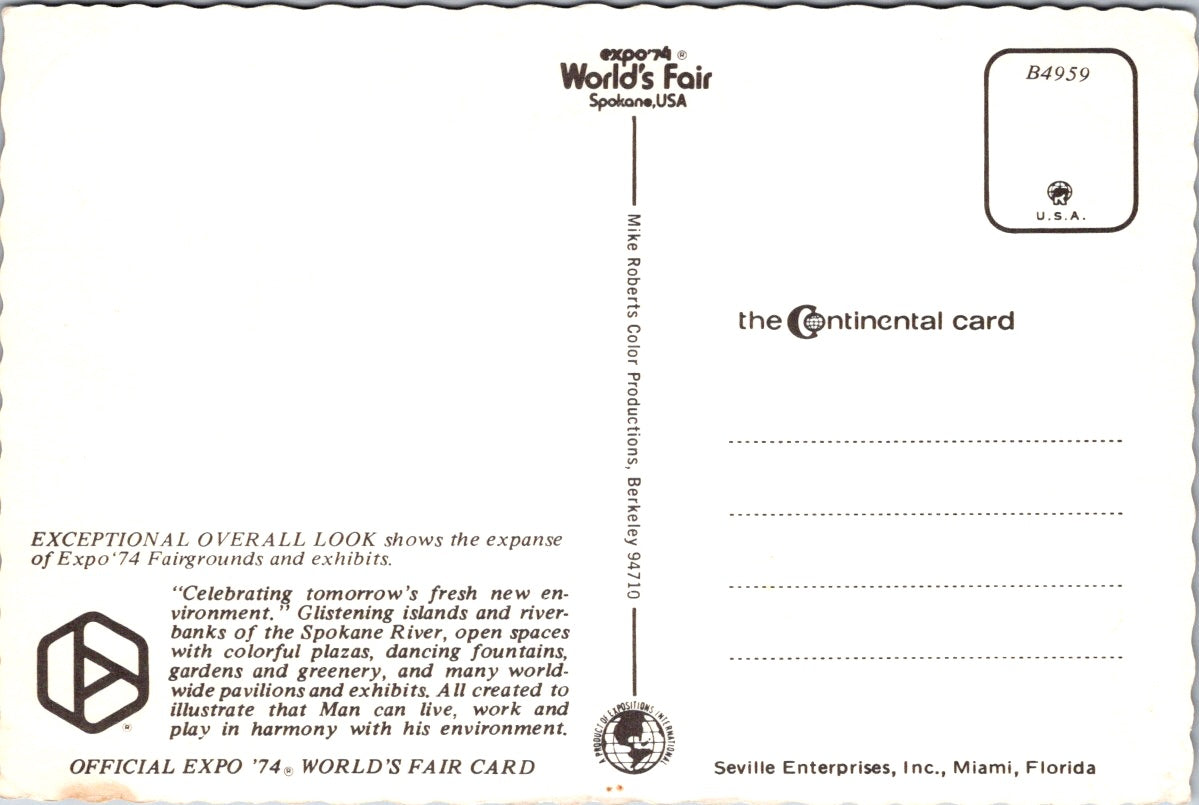 expo'74 ®
World's Fair
Spokane, USA
B4959
U.S.A.
Mike Roberts Color Productions, Berkeley 94710
the Continental card
EXCEPTIONAL OVERALL LOOK shows the expanse
of Expo '74 Fairgrounds and exhibits.
"Celebrating tomorrow's fresh new en-
vironment." Glistening islands and river-
banks of the Spokane River, open spaces
with colorful plazas, dancing fountains,
gardens and greenery, and many world-
wide pavilions and exhibits. All created to
illustrate that Man can live, work and
play in harmony with his environment.
®
OFFICIAL EXPO '74® WORLD'S FAIR CARD
A PRODUCT OF EXPOSITIONS INTERNATIONAL
Seville Enterprises, Inc., Miami, Florida